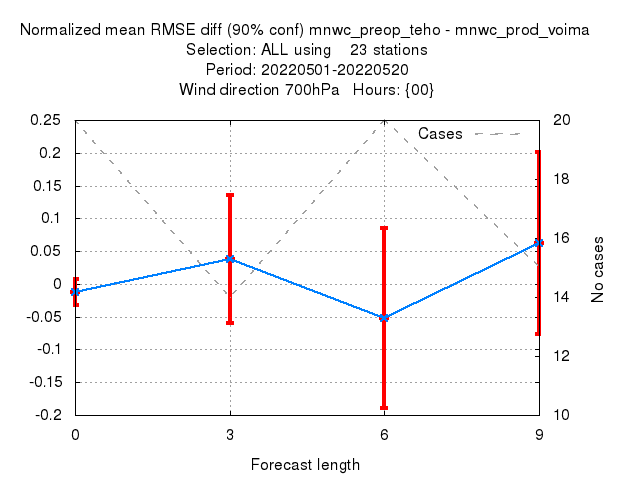 Normalized mean RMSE diff (90% conf) mnwc_preop_teho - mnwc_prod_voima
Selection: ALL using    23 stations
Period: 20220501-20220520
Wind direction 700hPa   Hours: {00}
0.25
0.2
0.15
0.1
0.05
0
-0.05
-0.1
-0.15
-0.2
Cases
20
18
16
14
12
10
No cases
0
3
6
9
Forecast length